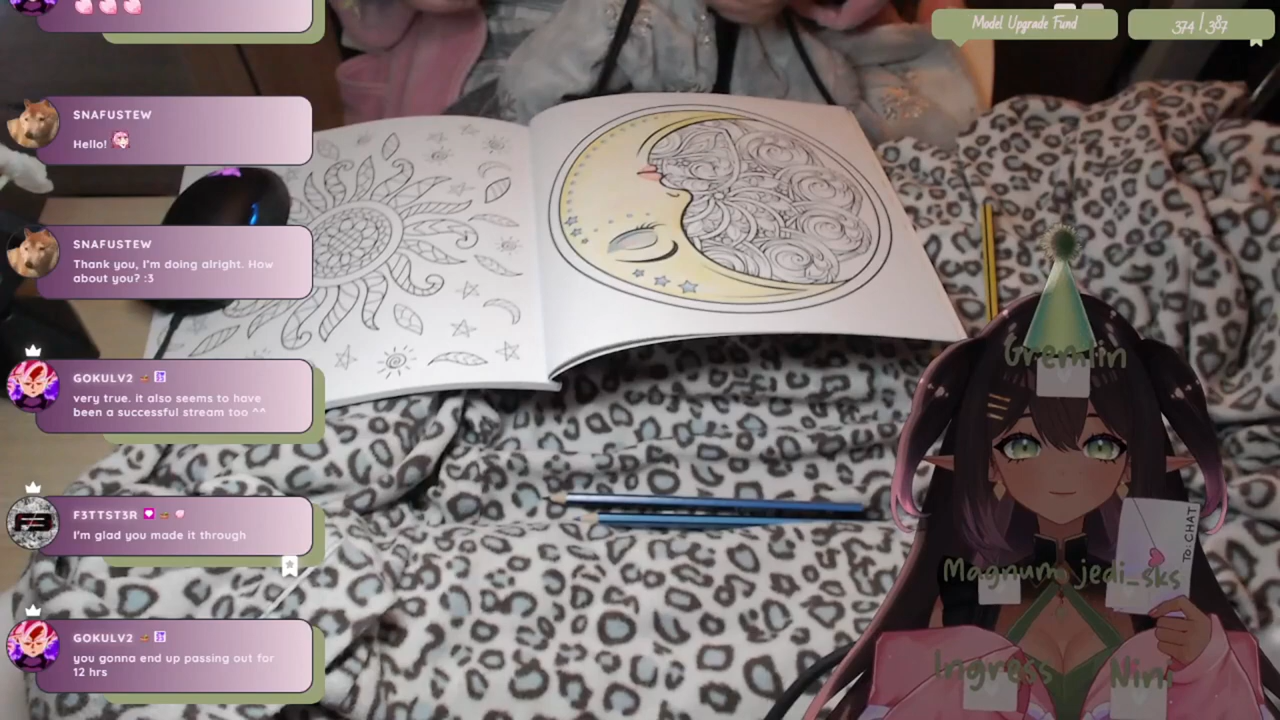 SNAFUSTEW
Hello!
SNAFUSTEW
Thank you, I'm doing alright. How
about you? :3
GOKULV2
very true. it also seems to have
been a successful stream too ^^
F3TTST3R
I'm glad you made it through
GOKULV2
you gonna end up passing out for
12 hrs
Model Upgrade Fund
374 / 387
Gremlin
To: CHAT
Magnum jedi_sks
Ingress Nini